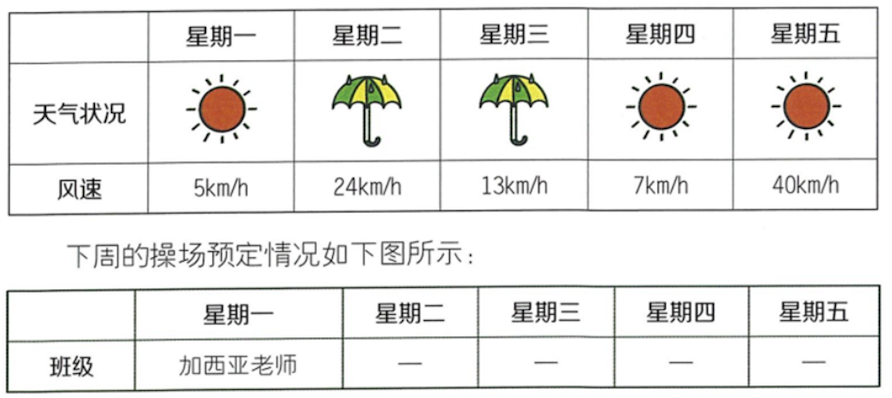 星期一 星期二 星期三 星期四 星期五
天气状况
风速 5km/h 24km/h 13km/h 7km/h 40km/h
下周的操场预定情况如下图所示：
星期一 星期二 星期三 星期四 星期五
班级 加西亚老师 — — — —